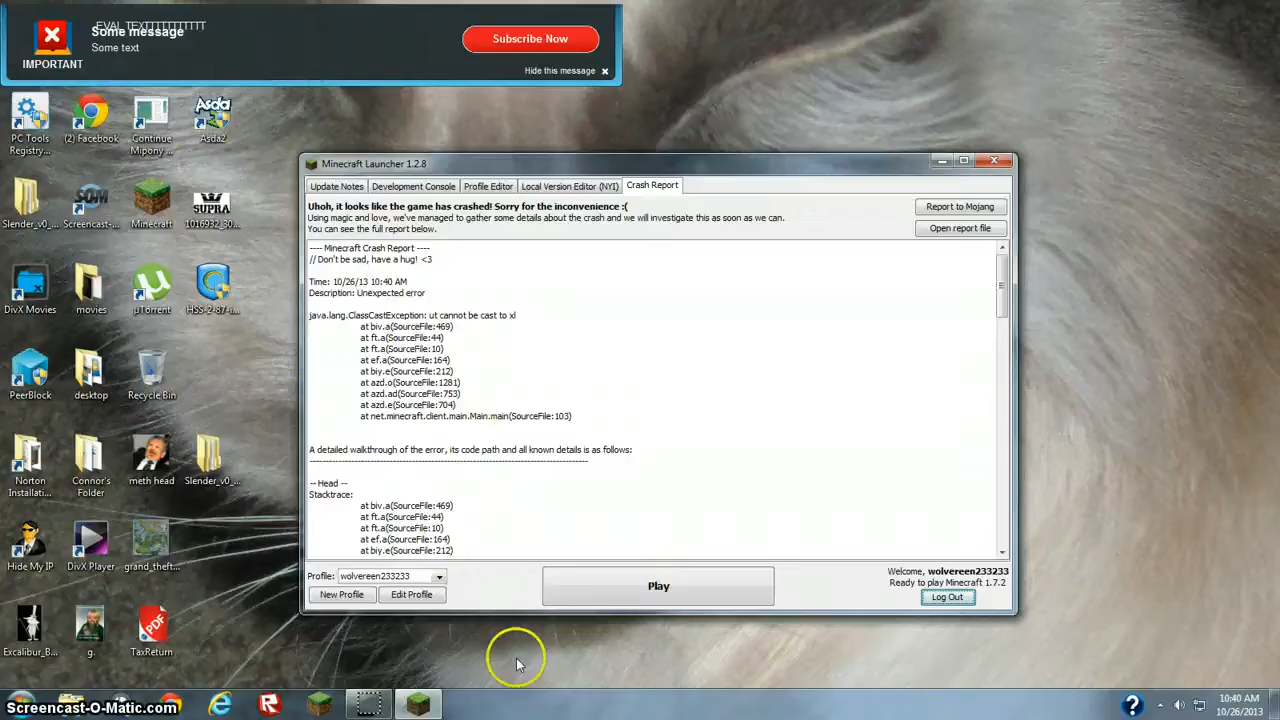 EVAL TEXTTTTTTTTTTT
Some message
Some text
IMPORTANT
Subscribe Now
Hide this message
PC Tools
Registry...
(2) Facebook
Continue
Mipony ...
Asda2
Asda2
Slender_v0_...
SOM
Screencast-...
Minecraft
SUPRA
1016932_30...
DivX Movies
movies
µTorrent
HSS-2-87-i...
PeerBlock
desktop
Recycle Bin
Norton
Installati...
Connor's
Folder
meth head
Slender_v0_...
Hide My IP
DivX Player
grand_theft...
Excalibur_B...
g.
PDF
TaxReturn
Minecraft Launcher 1.2.8
Update Notes
Development Console
Profile Editor
Local Version Editor (NYI)
Crash Report
Uhoh, it looks like the game has crashed! Sorry for the inconvenience :(
Using magic and love, we've managed to gather some details about the crash and we will investigate this as soon as we can.
You can see the full report below.
Report to Mojang
Open report file
---- Minecraft Crash Report ----
// Don't be sad, have a hug! <3
Time: 10/26/13 10:40 AM
Description: Unexpected error
java.lang.ClassCastException: ut cannot be cast to xl
at biv.a(SourceFile:469)
at ft.a(SourceFile:44)
at ft.a(SourceFile:10)
at ef.a(SourceFile:164)
at biy.e(SourceFile:212)
at azd.o(SourceFile:1281)
at azd.ad(SourceFile:753)
at azd.e(SourceFile:704)
at net.minecraft.client.main.Main.main(SourceFile:103)
A detailed walkthrough of the error, its code path and all known details is as follows:
---------------------------------------------------------------------------------------
-- Head --
Stacktrace:
at biv.a(SourceFile:469)
at ft.a(SourceFile:44)
at ft.a(SourceFile:10)
at ef.a(SourceFile:164)
at biy.e(SourceFile:212)
Profile: wolvereen233233
New Profile
Edit Profile
Play
Welcome, wolvereen233233
Ready to play Minecraft 1.7.2
Log Out
Screencast-O-Matic.com
10:40 AM
10/26/2013